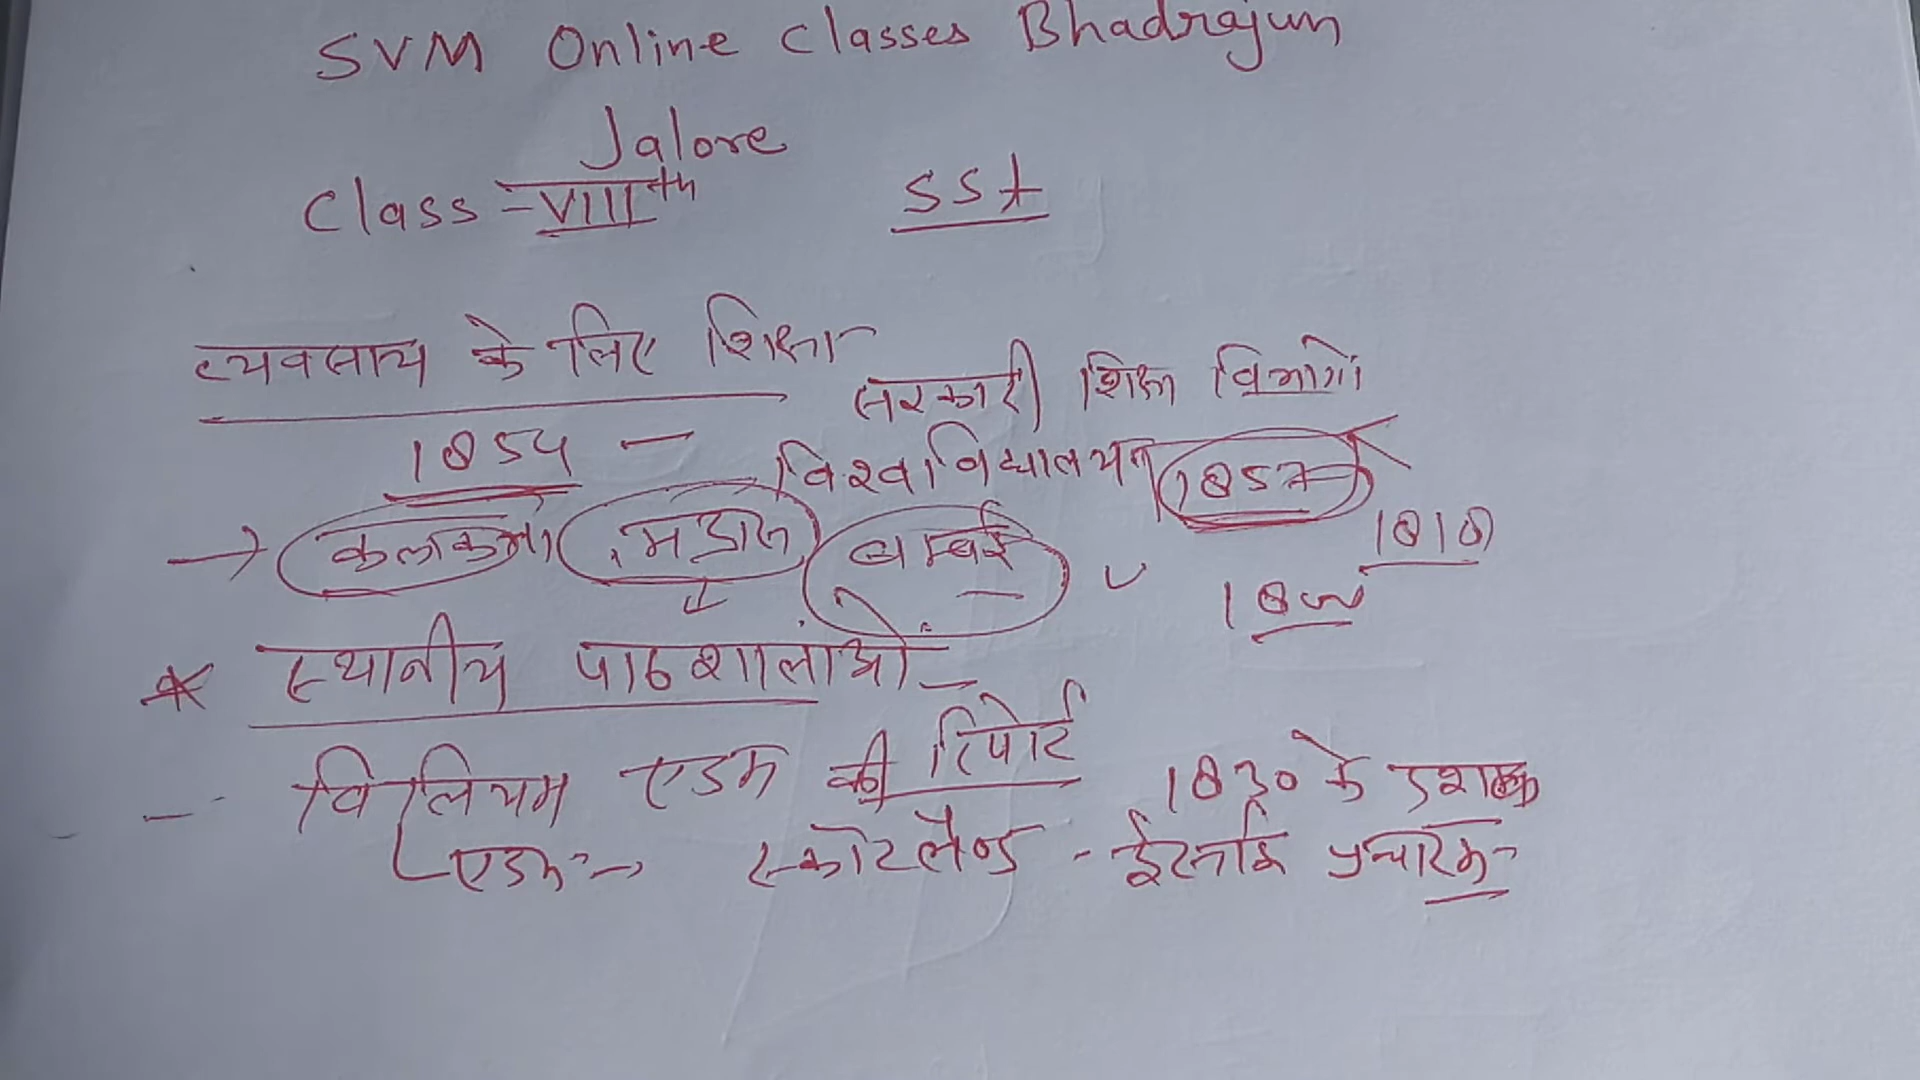 SVM Online Classes Bhadrajun
Jalore
Class - VIIIth SSt
व्यवसाय के लिए शिक्षा
सरकारी शिक्षा विभागों
1854 - विश्वविद्यालय 1857
→ कलकत्ता, मद्रास, बम्बई
1818
* स्थानीय पाठशालांओं -
- विलियम एडम की रिपोर्ट 1830 के दशक
एडम → स्कॉटलैण्ड - ईसाई प्रचारक